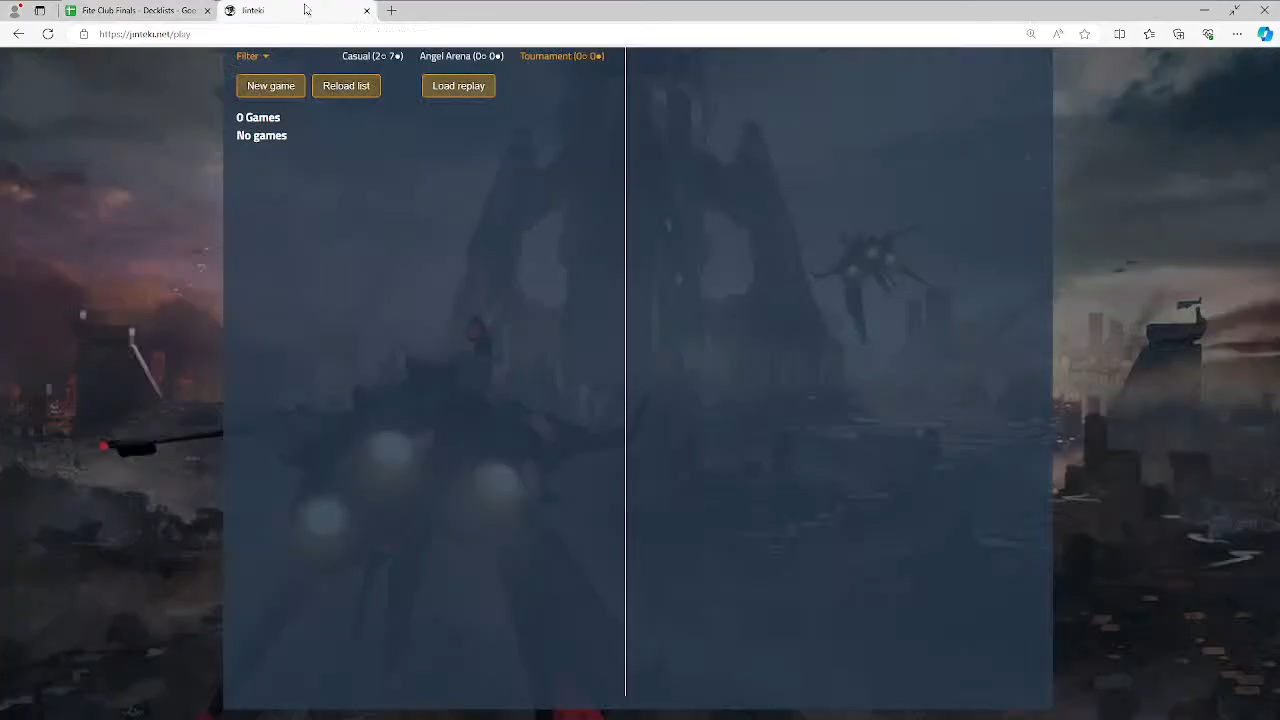 Fite Club Finals - Decklists - Goo
Jinteki
https://jinteki.net/play
Filter
Casual (2○ 7●)
Angel Arena (0○ 0●)
Tournament (0○ 0●)
New game
Reload list
Load replay
0 Games
No games